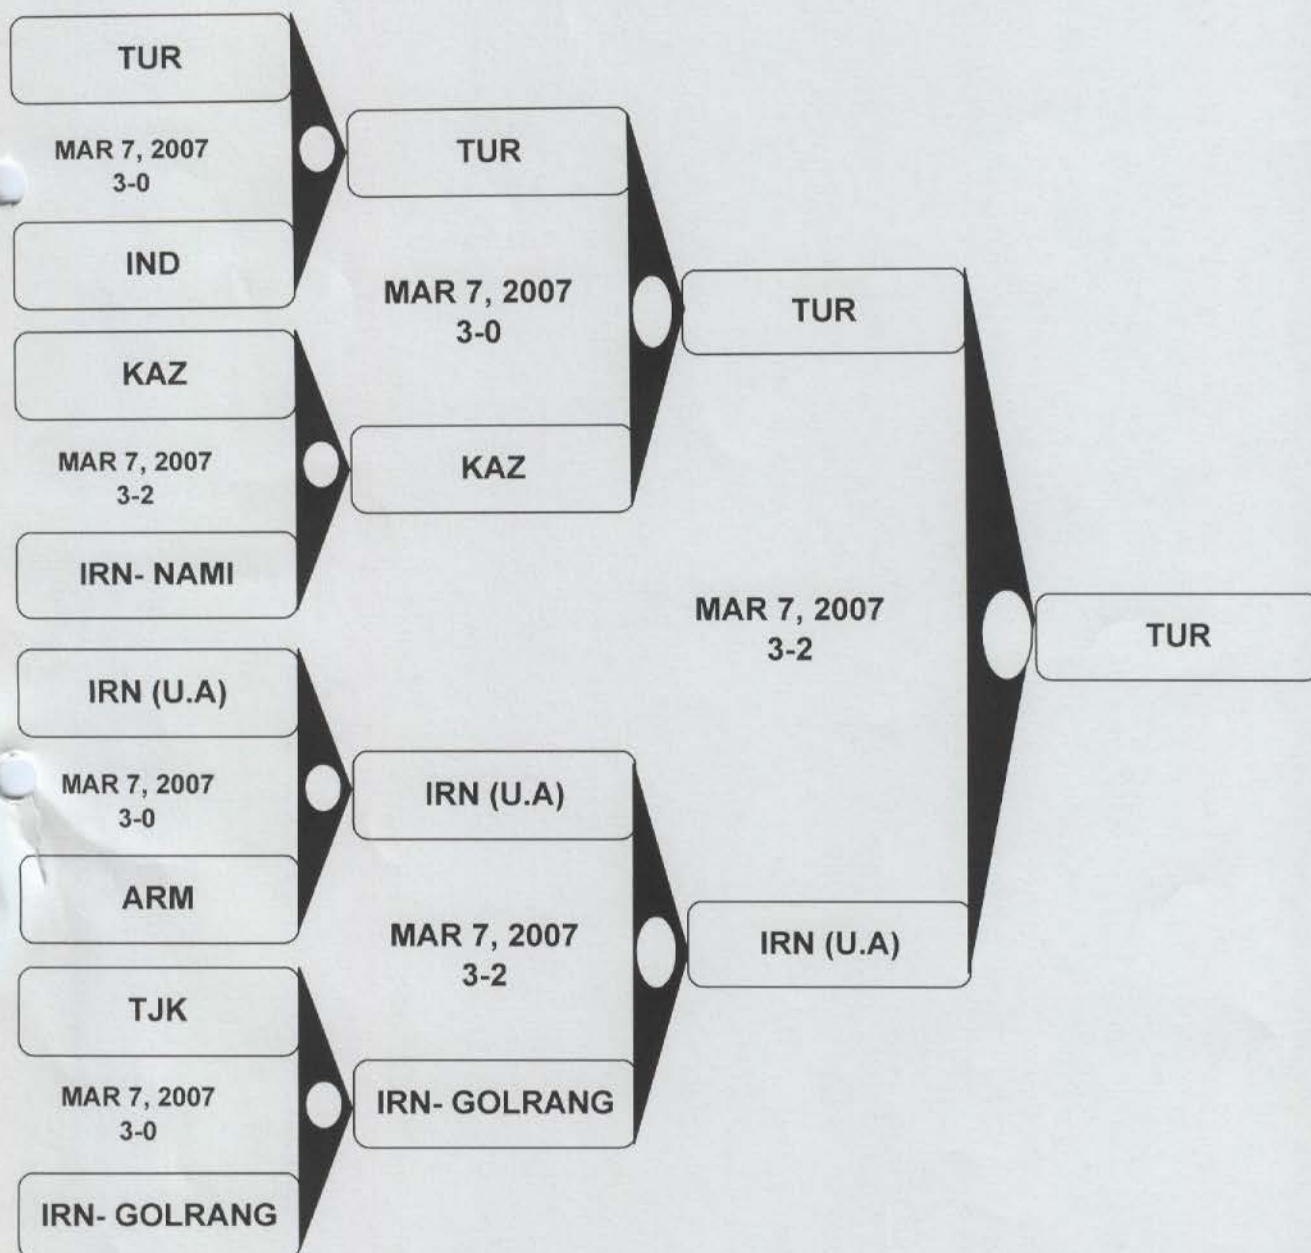 TUR
MAR 7, 2007
3-0
IND
KAZ
MAR 7, 2007
3-2
IRN- NAMI
IRN (U.A)
MAR 7, 2007
3-0
ARM
TJK
MAR 7, 2007
3-0
IRN- GOLRANG
TUR
MAR 7, 2007
3-0
KAZ
IRN (U.A)
MAR 7, 2007
3-2
IRN- GOLRANG
TUR
MAR 7, 2007
3-2
IRN (U.A)
TUR